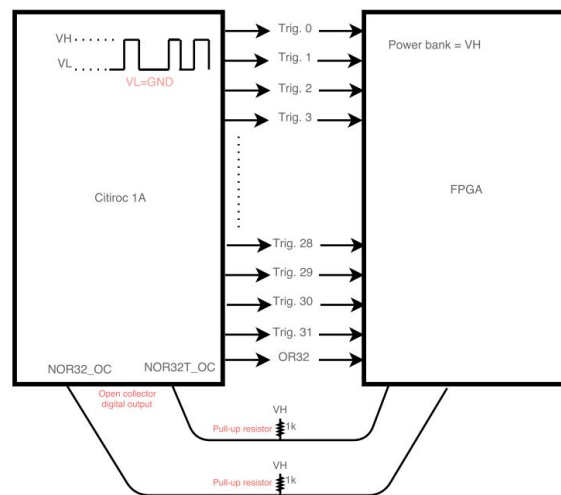 Trig. 0
VH
Trig. 1
Power bank = VH
VL
VL=GND
Trig. 2
Trig. 3
Citiroc 1A
FPGA
Trig. 28
Trig. 29
Trig. 30
Trig. 31
OR32
NOR32_OC
NOR32T_OC
Open collector
digital output
VH
Pull-up resistor
1k
VH
Pull-up resistor
1k